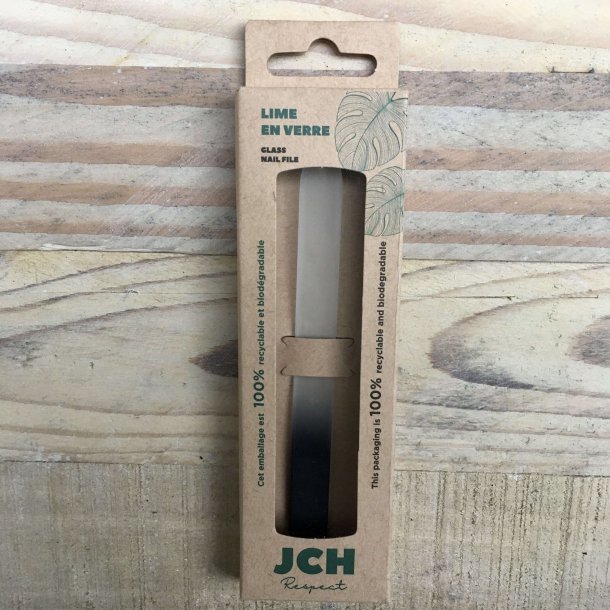 LIME
EN VERRE
GLASS
NAIL FILE
Cet emballage est 100% recyclable et biodégradable
This packaging is 100% recyclable and biodegradable
JCH
Respect